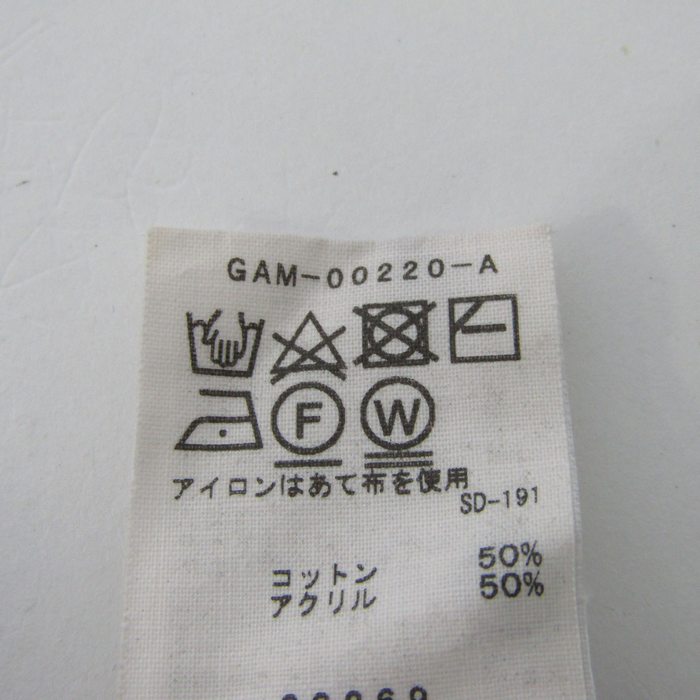 GAM-00220-A
F W
アイロンはあて布を使用
SD-191
コットン 50%
アクリル 50%